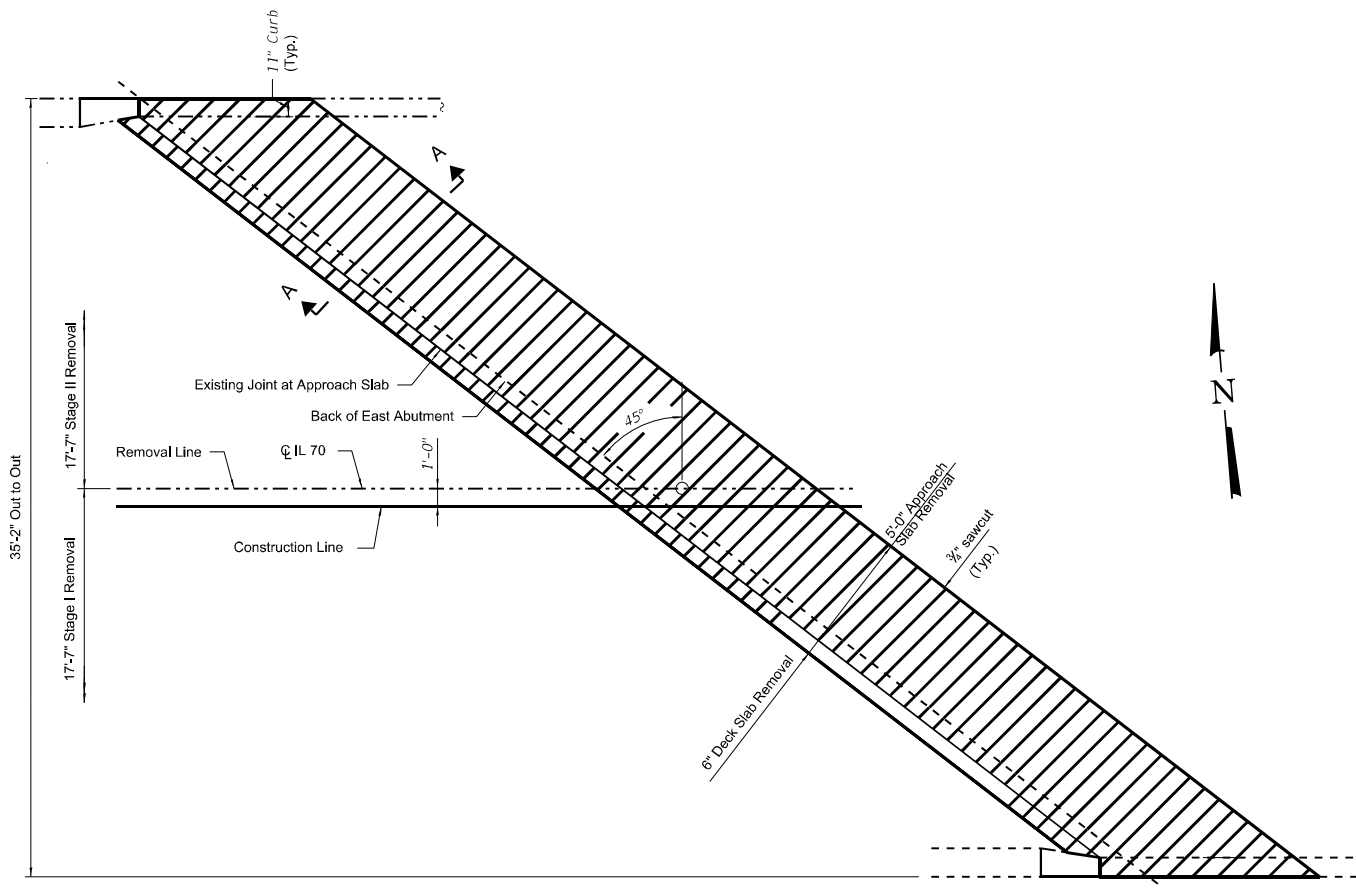 11" Curb
(Typ.)
A
A
17'-7" Stage II Removal
Existing Joint at Approach Slab
Back of East Abutment
45°
N
Removal Line
℄ IL 70
1'-0"
35'-2" Out to Out
Construction Line
5'-0" Approach
Slab Removal
¾" sawcut
(Typ.)
17'-7" Stage I Removal
6" Deck Slab Removal